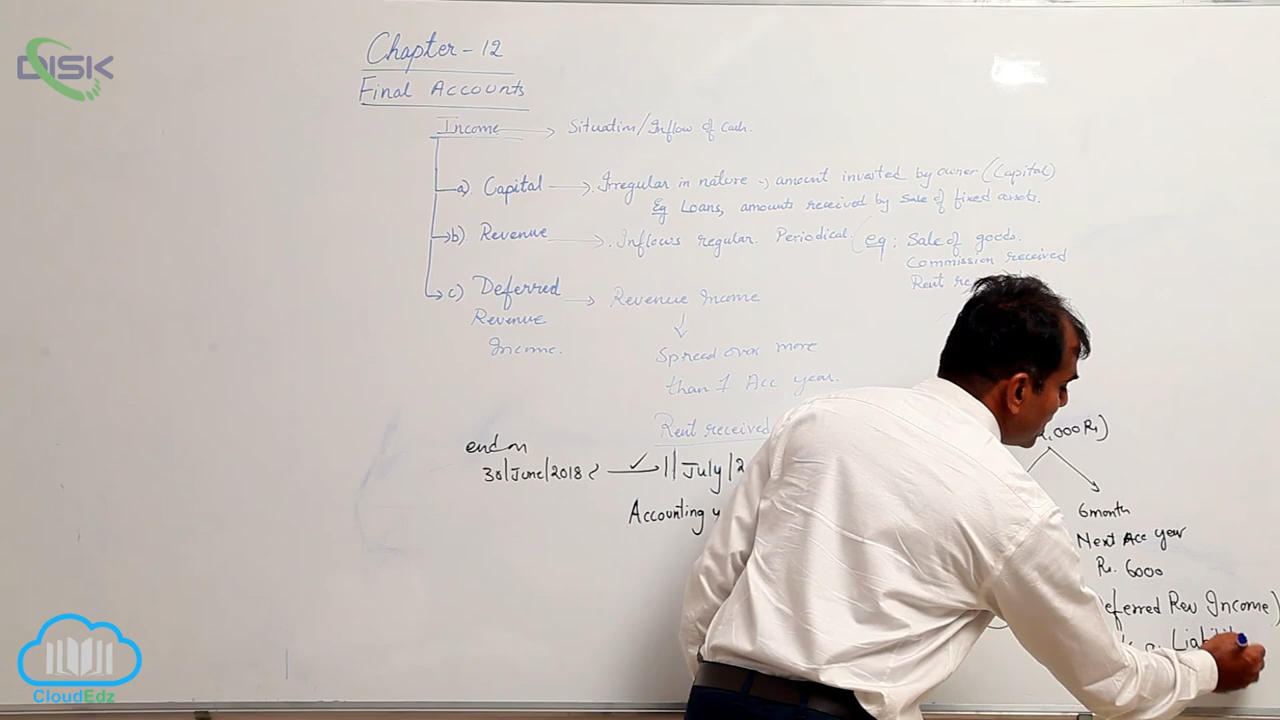 DISK
Chapter - 12
Final Accounts
Income → Situation/Inflow of Cash.
a) Capital → Irregular in nature → amount invested by owner (Capital)
Eg Loans, amounts received by sale of fixed assets.
b) Revenue → Inflows regular. Periodical. (eg: Sale of goods.
Commission received
Rent
c) Deferred → Revenue Income
Revenue
Income.
Spread over more
than 1 Acc year.
Rent received
000 Rs)
end on
30/June/2018 1/July/2
Accounting y
6 month
Next Acc year
Rs. 6000
eferred Rev Income)
CloudEdz